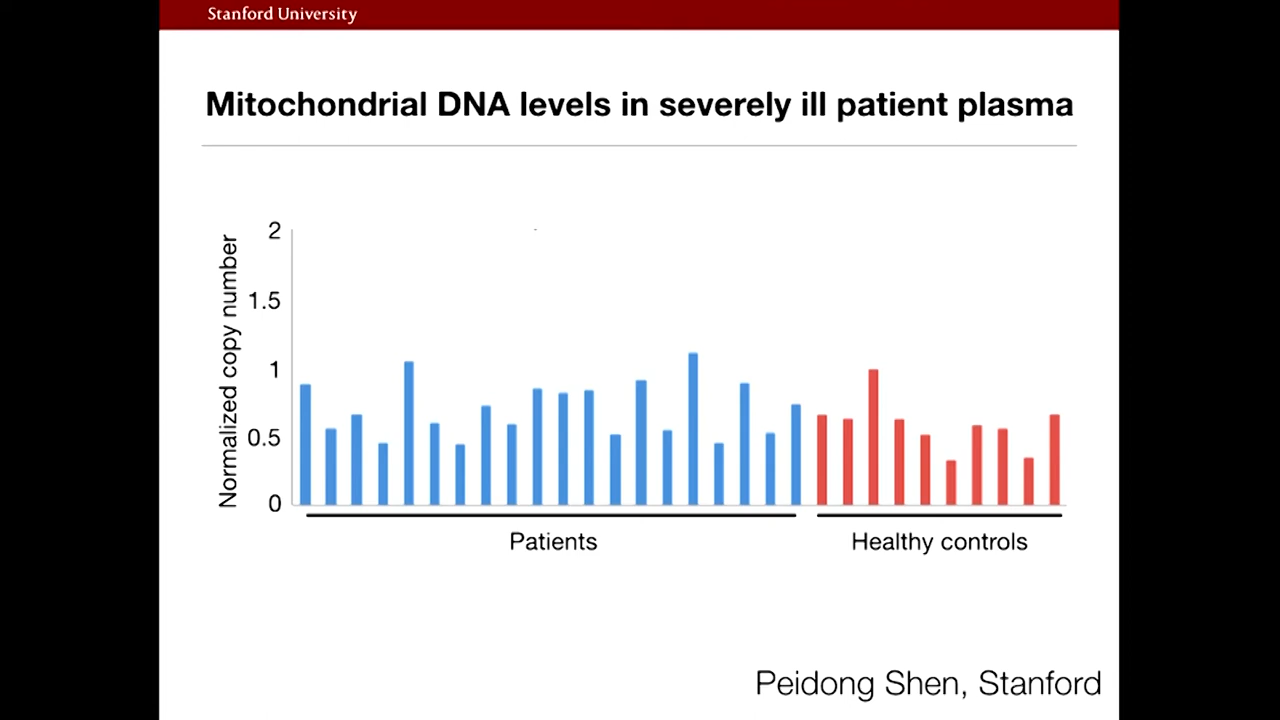 Stanford University
Mitochondrial DNA levels in severely ill patient plasma
Normalized copy number
2
1.5
1
0.5
0
Patients
Healthy controls
Peidong Shen, Stanford